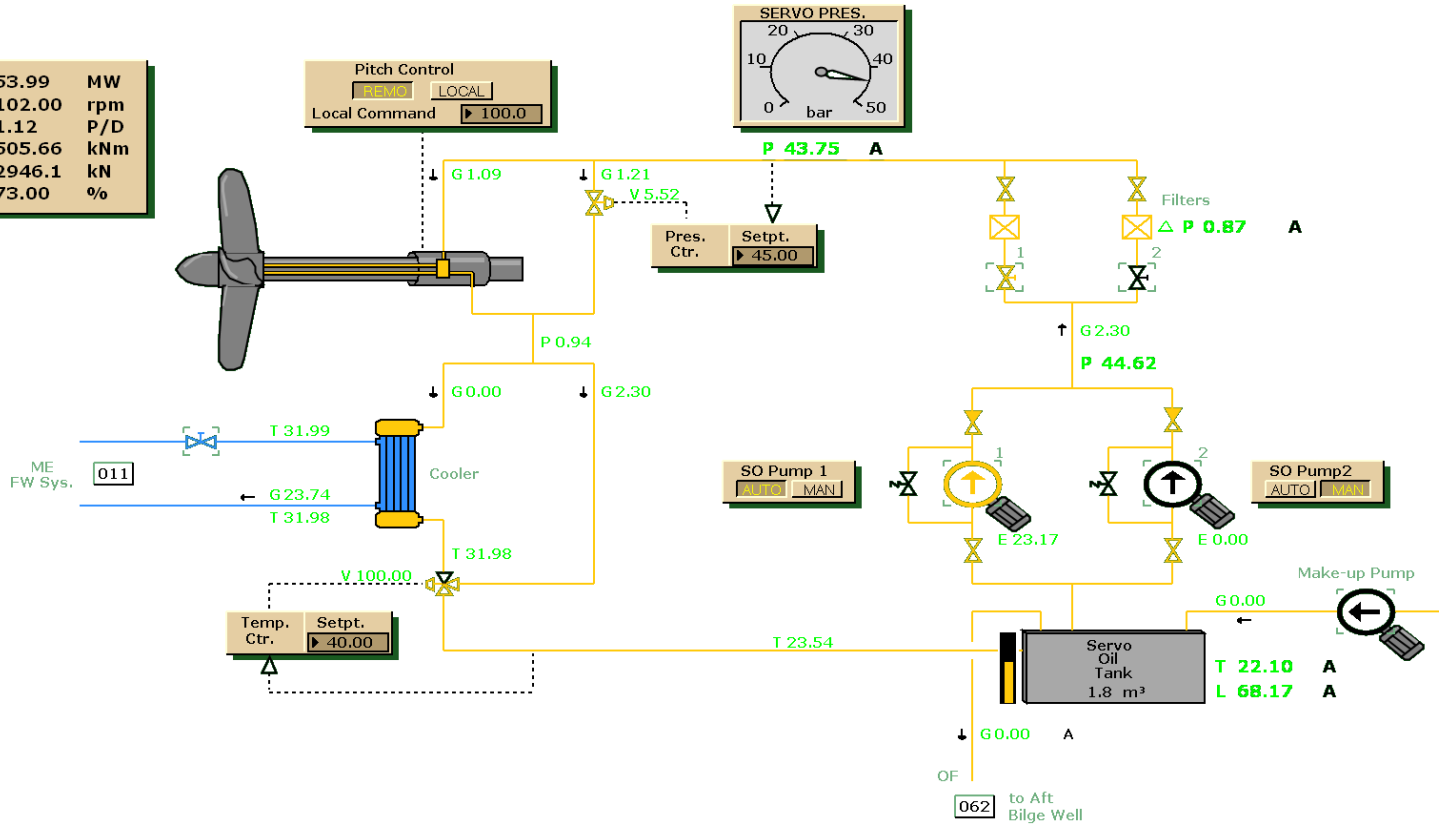 SERVO PRES.
20 30
10 40
0 50
bar
P 43.75 A
Pitch Control
REMO LOCAL
Local Command 100.0
53.99 MW
102.00 rpm
1.12 P/D
505.66 kNm
2946.1 kN
73.00 %
G 1.09
G 1.21
V 5.52
Pres. Ctr.
Setpt.
45.00
Filters
△ P 0.87 A
1
2
G 2.30
P 44.62
P 0.94
G 0.00
G 2.30
T 31.99
ME
FW Sys.
011
G 23.74
T 31.98
Cooler
T 31.98
V 100.00
Temp.
Ctr.
Setpt.
40.00
T 23.54
SO Pump 1
AUTO MAN
1
E 23.17
2
E 0.00
SO Pump2
AUTO MAN
Make-up Pump
G 0.00
Servo
Oil
Tank
1.8 m³
T 22.10 A
L 68.17 A
G 0.00 A
OF
062
to Aft
Bilge Well